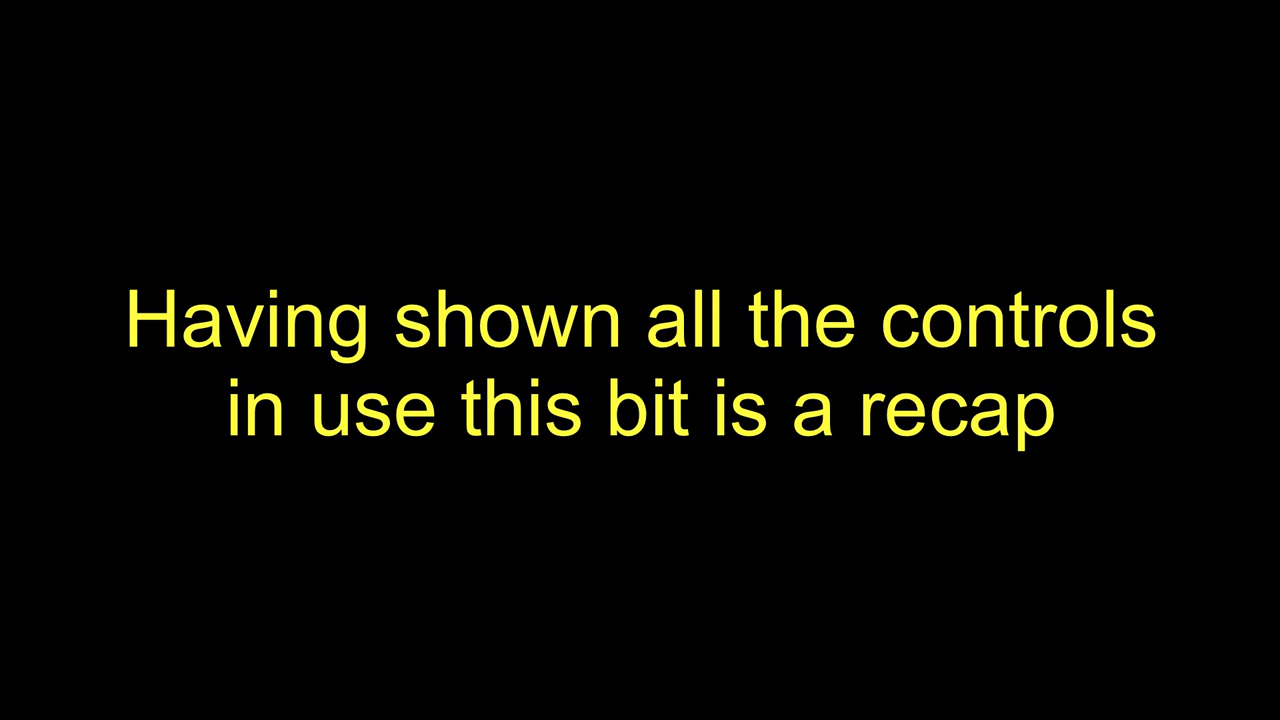 Having shown all the controls
in use this bit is a recap